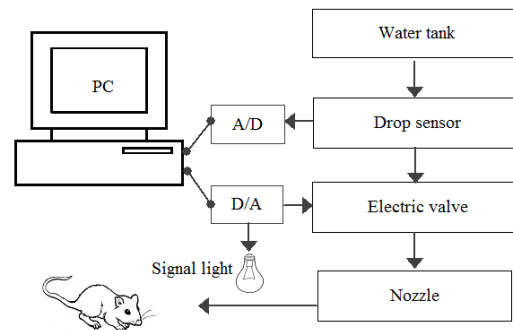 Water tank
PC
A/D
Drop sensor
D/A
Electric valve
Signal light
Nozzle